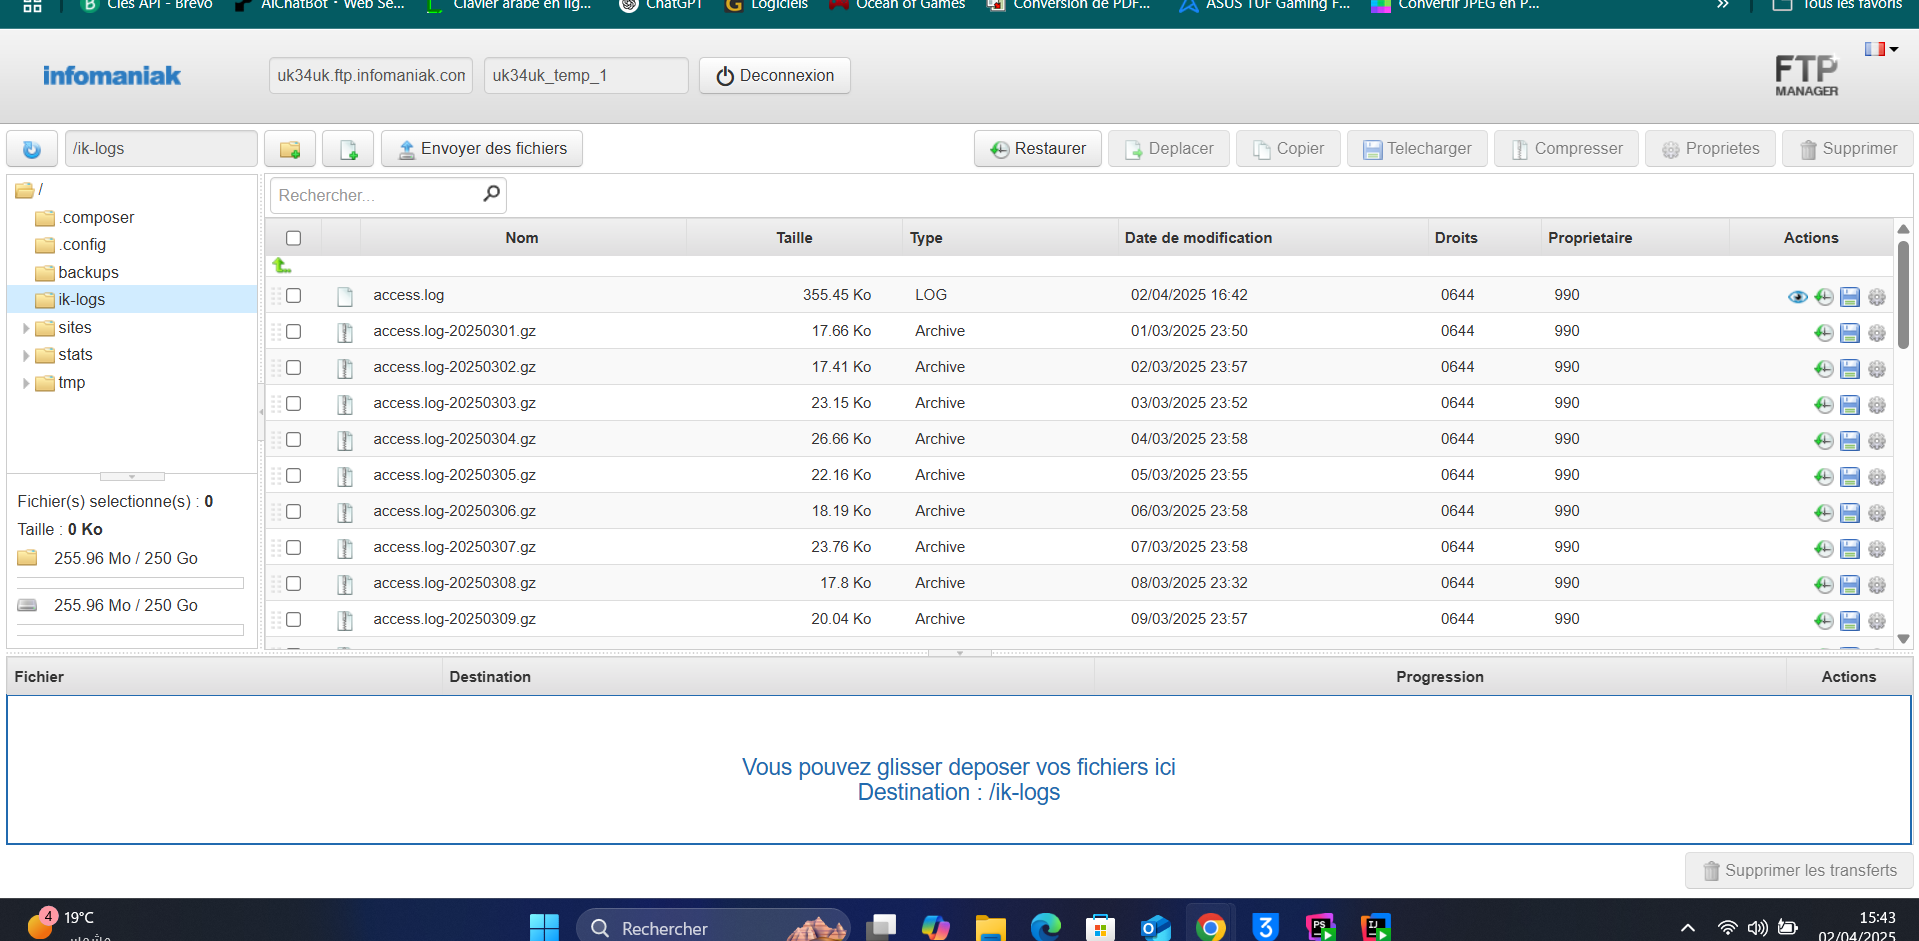 Clés API - Brevo AIChatBot · Web Se... Clavier arabe en lig... ChatGPT Logiciels Ocean of Games Conversion de PDF... ASUS TUF Gaming F... Convertir JPEG en P... » Tous les favoris
infomaniak uk34uk.ftp.infomaniak.com uk34uk_temp_1 Deconnexion FTP MANAGER
/ik-logs Envoyer des fichiers Restaurer Deplacer Copier Telecharger Compresser Proprietes Supprimer
/
.composer
.config
backups
ik-logs
sites
stats
tmp
Fichier(s) selectionne(s) : 0
Taille : 0 Ko
255.96 Mo / 250 Go
255.96 Mo / 250 Go
Rechercher...
Nom Taille Type Date de modification Droits Proprietaire Actions
access.log 355.45 Ko LOG 02/04/2025 16:42 0644 990
access.log-20250301.gz 17.66 Ko Archive 01/03/2025 23:50 0644 990
access.log-20250302.gz 17.41 Ko Archive 02/03/2025 23:57 0644 990
access.log-20250303.gz 23.15 Ko Archive 03/03/2025 23:52 0644 990
access.log-20250304.gz 26.66 Ko Archive 04/03/2025 23:58 0644 990
access.log-20250305.gz 22.16 Ko Archive 05/03/2025 23:55 0644 990
access.log-20250306.gz 18.19 Ko Archive 06/03/2025 23:58 0644 990
access.log-20250307.gz 23.76 Ko Archive 07/03/2025 23:58 0644 990
access.log-20250308.gz 17.8 Ko Archive 08/03/2025 23:32 0644 990
access.log-20250309.gz 20.04 Ko Archive 09/03/2025 23:57 0644 990
Fichier Destination Progression Actions
Vous pouvez glisser deposer vos fichiers ici
Destination : /ik-logs
Supprimer les transferts
4 19°C Rechercher 15:43
02/04/2025